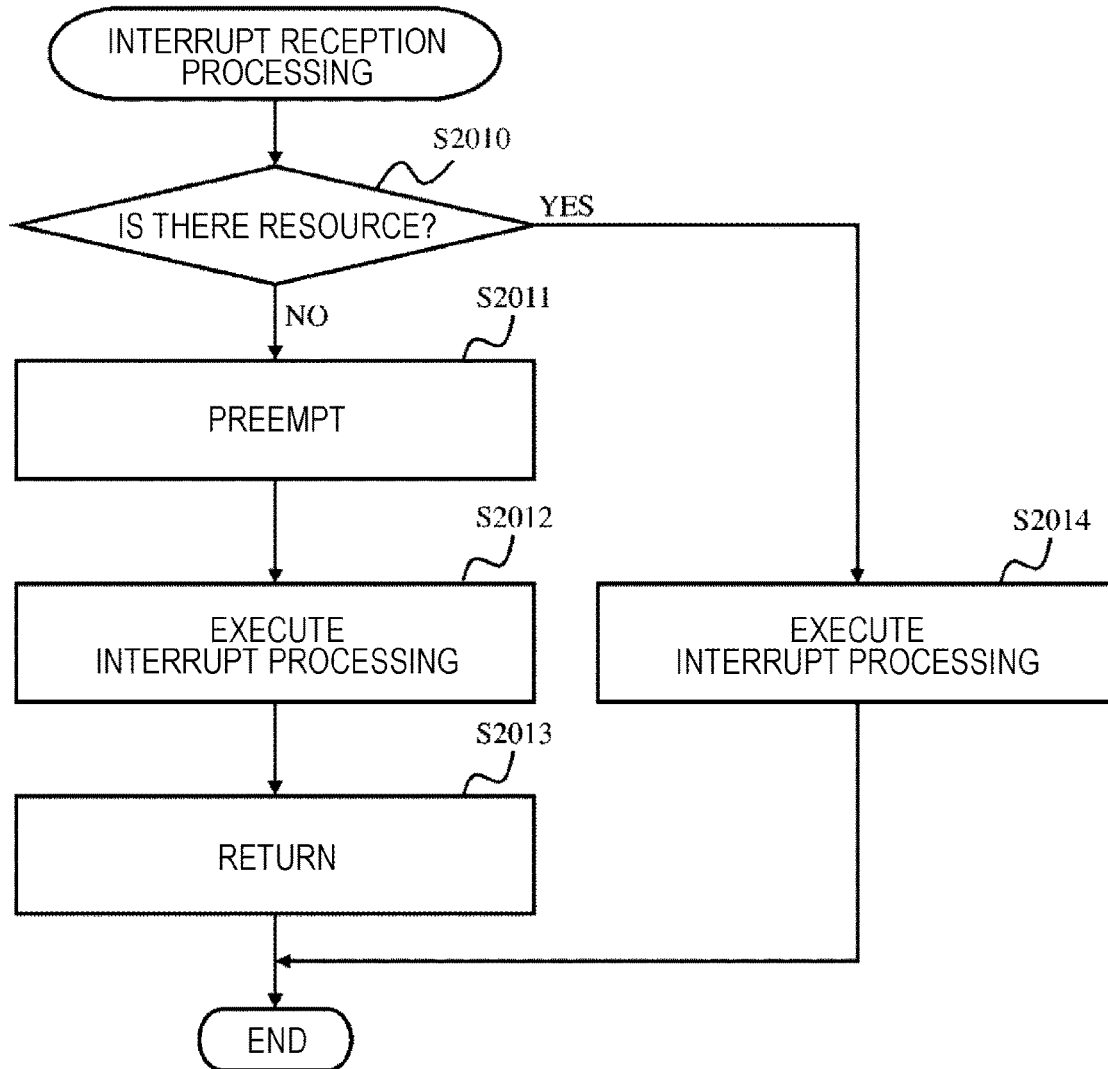 INTERRUPT RECEPTION
PROCESSING
S2010
IS THERE RESOURCE?
YES
NO
S2011
PREEMPT
S2012
EXECUTE
INTERRUPT PROCESSING
S2014
EXECUTE
INTERRUPT PROCESSING
S2013
RETURN
END